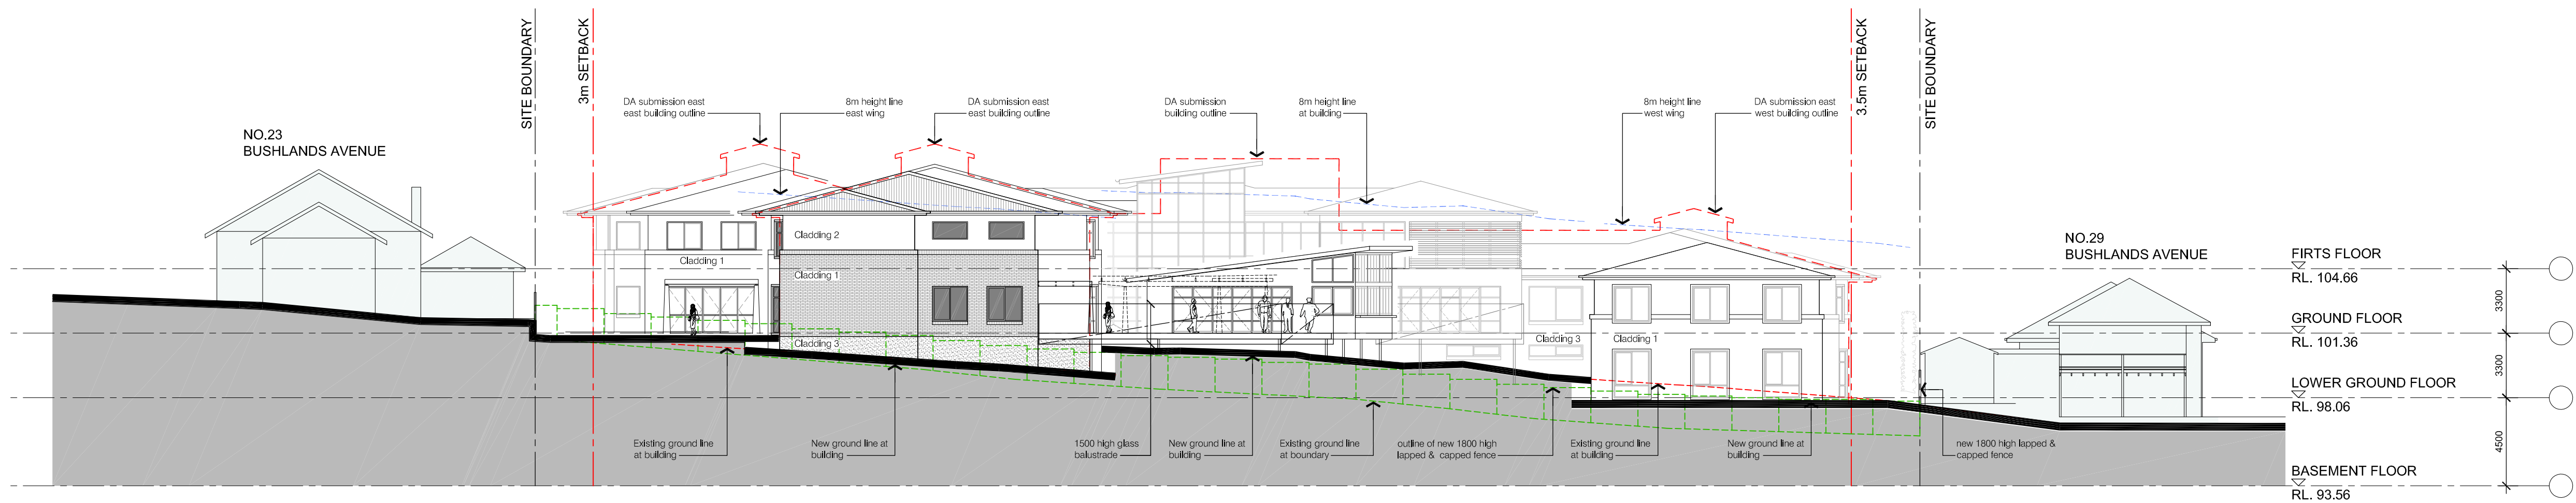 SITE BOUNDARY
3m SETBACK
3.5m SETBACK
SITE BOUNDARY
DA submission east
east building outline
8m height line
east wing
DA submission east
east building outline
DA submission
building outline
8m height line
at building
8m height line
west wing
DA submission east
west building outline
NO.23
BUSHLANDS AVENUE
NO.29
BUSHLANDS AVENUE
Cladding 2
Cladding 1
Cladding 1
Cladding 3
Cladding 3
Cladding 1
FIRTS FLOOR
RL. 104.66
3300
GROUND FLOOR
RL. 101.36
3300
LOWER GROUND FLOOR
RL. 98.06
4500
BASEMENT FLOOR
RL. 93.56
Existing ground line
at building
New ground line at
building
1500 high glass
balustrade
New ground line at
building
Existing ground line
at boundary
outline of new 1800 high
lapped & capped fence
Existing ground line
at building
New ground line at
building
new 1800 high lapped &
capped fence